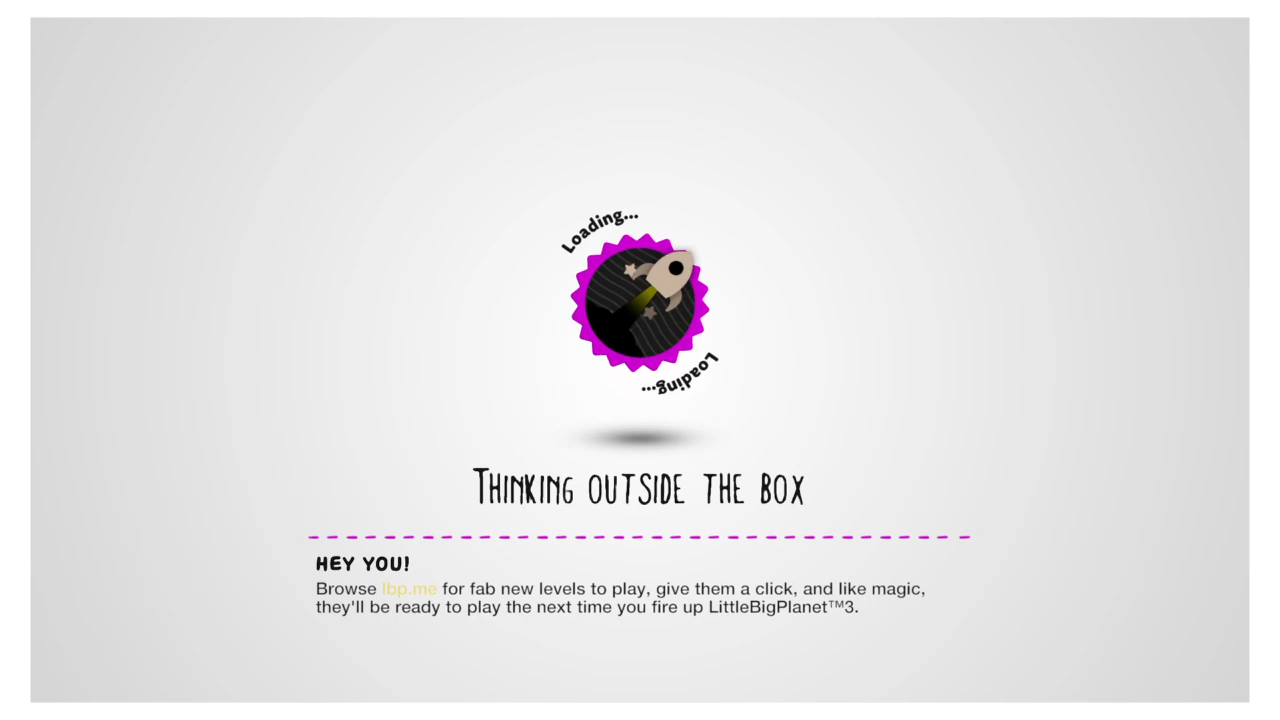 Loading...
Loading...
THINKING OUTSIDE THE BOX
HEY YOU!
Browse lbp.me for fab new levels to play, give them a click, and like magic,
they'll be ready to play the next time you fire up LittleBigPlanet™3.